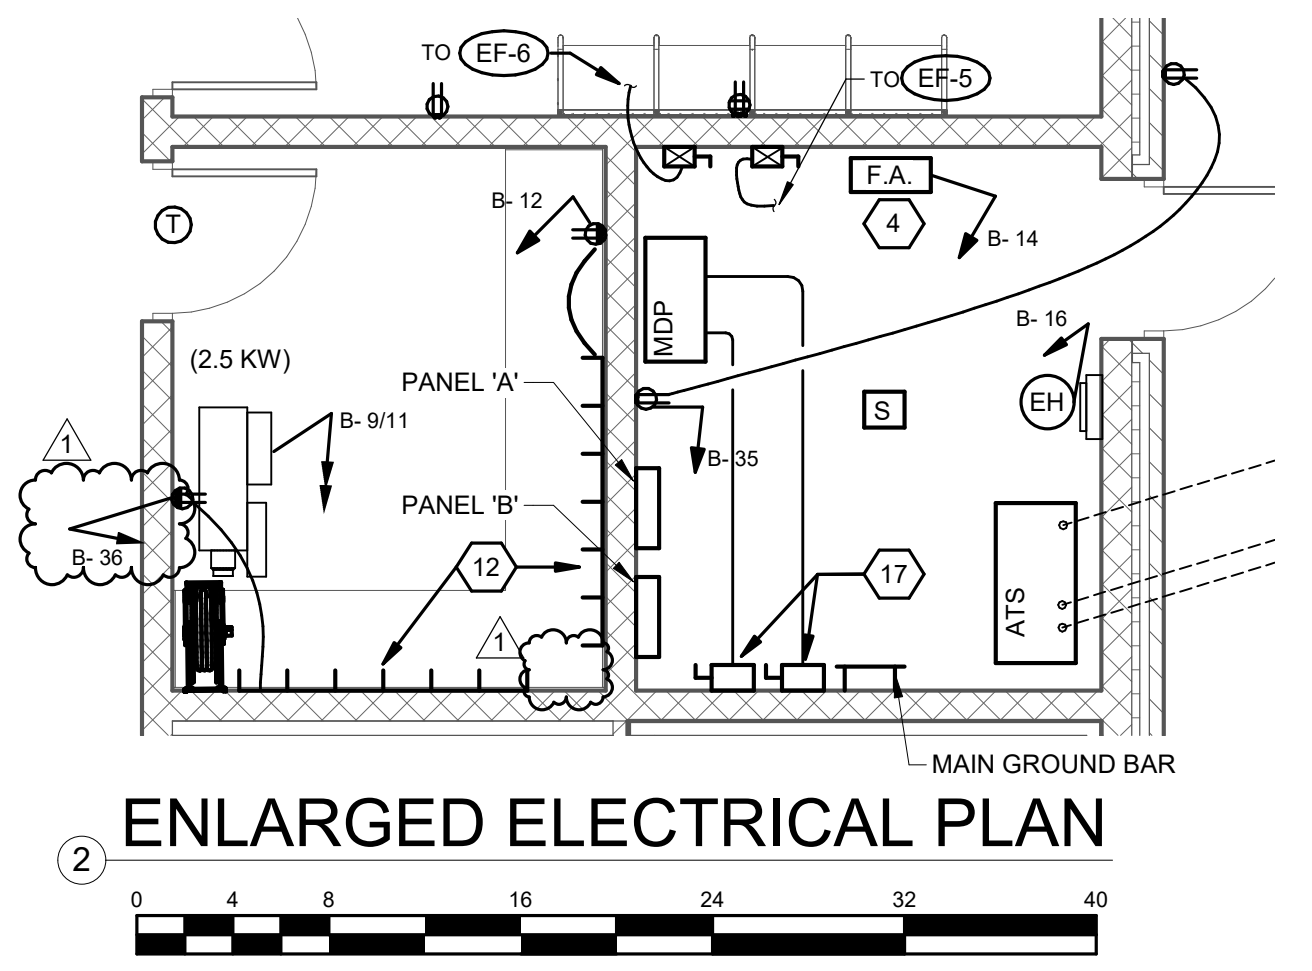 TO EF-6
TO EF-5
F.A.
4
B- 12
B- 14
T
MDP
B- 16
(2.5 KW)
PANEL 'A'
EH
S
B- 9/11
1
B- 35
PANEL 'B'
B- 36
12
17
ATS
1
MAIN GROUND BAR
ENLARGED ELECTRICAL PLAN
2
0 4 8 16 24 32 40